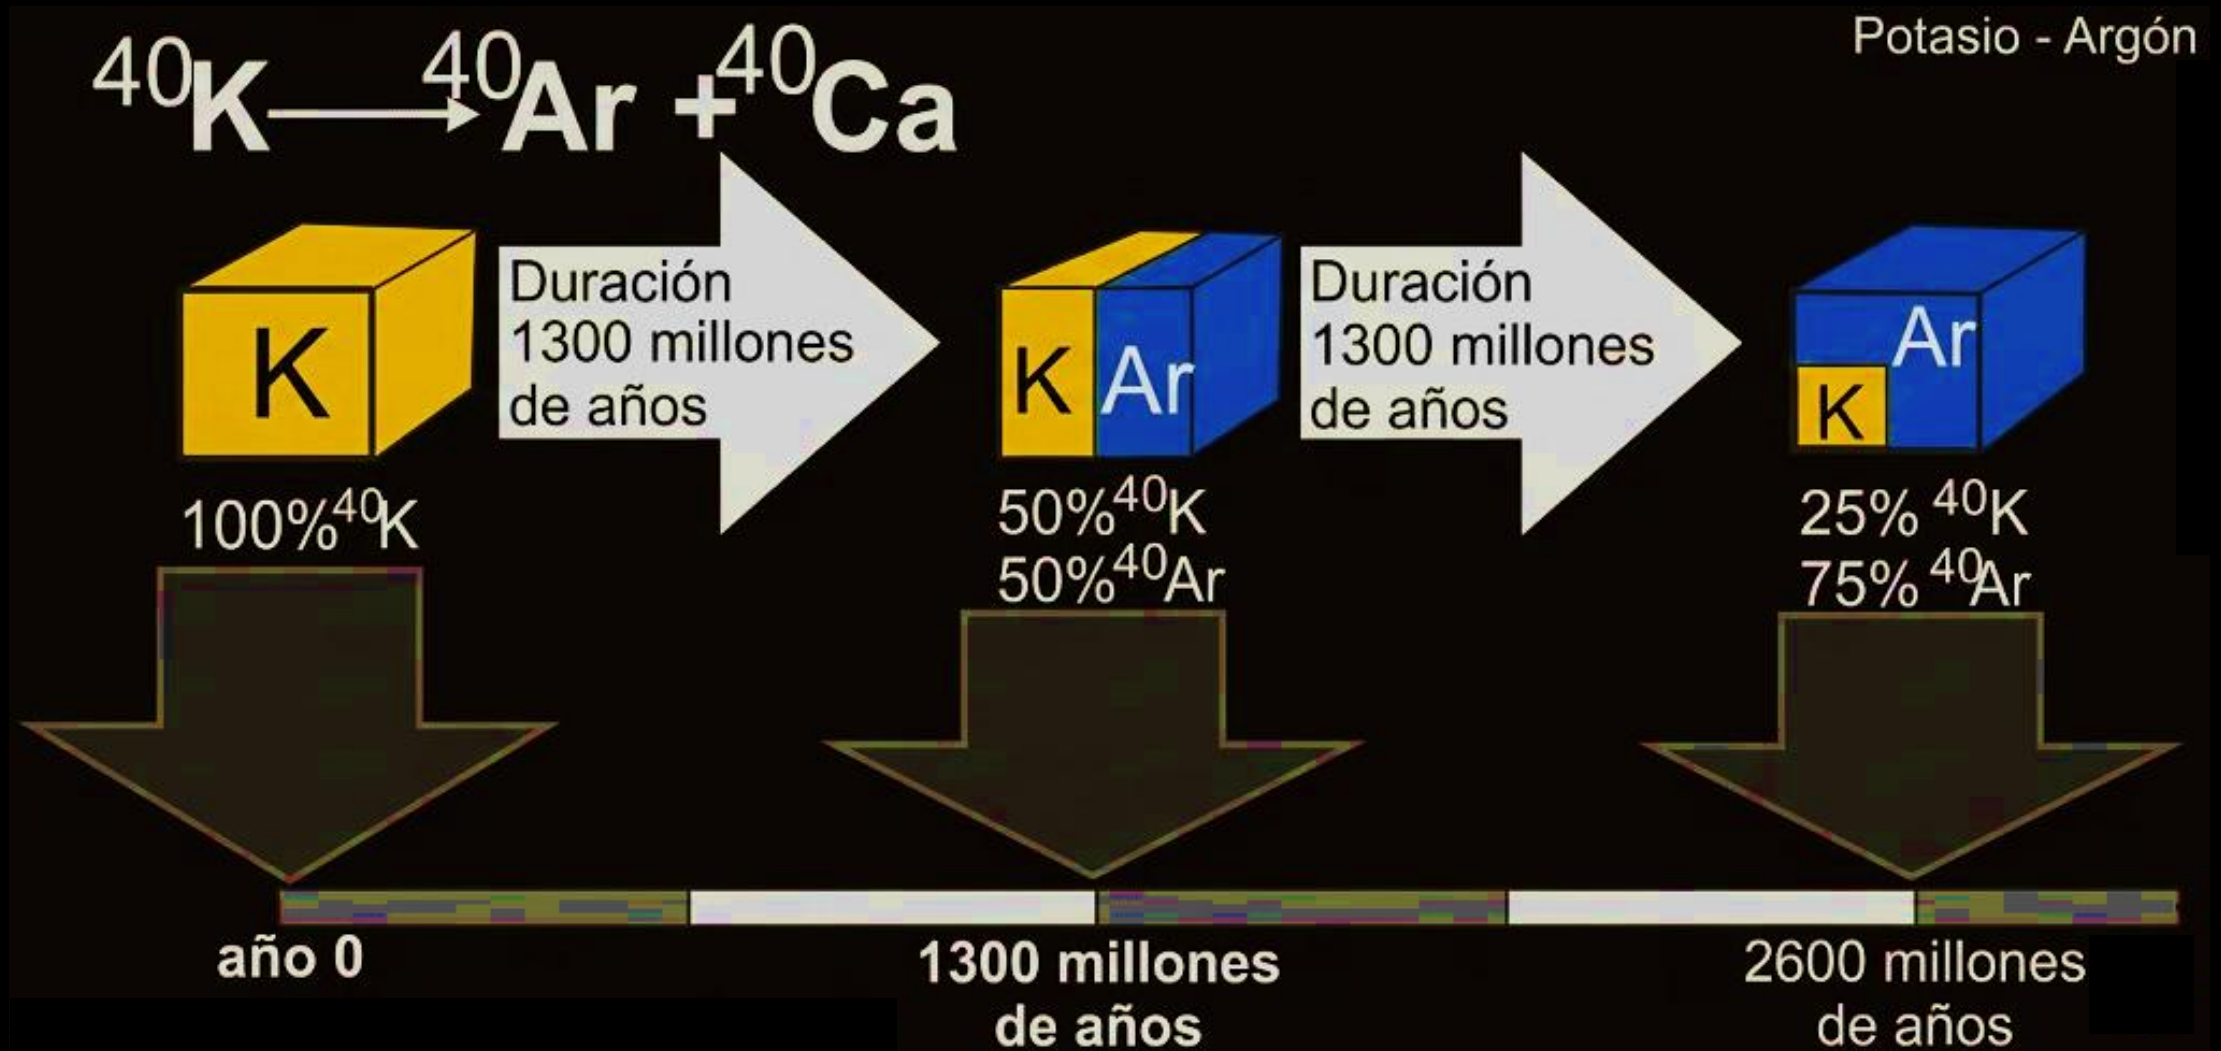 ⁴⁰K → ⁴⁰Ar + ⁴⁰Ca
Potasio - Argón
K
Duración
1300 millones
de años
K Ar
Duración
1300 millones
de años
Ar
K
100%⁴⁰K
50%⁴⁰K
50%⁴⁰Ar
25% ⁴⁰K
75% ⁴⁰Ar
año 0
1300 millones
de años
2600 millones
de años